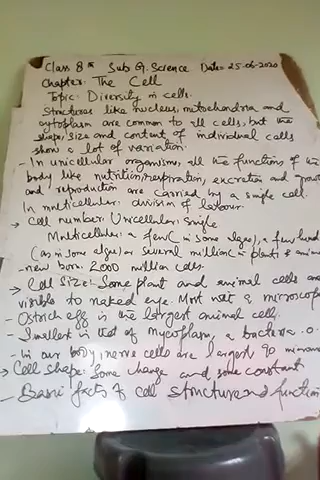 Class 8th Sub G. Science Date = 25-06-2020
Chapter: The Cell
Topic: Diversity in cells.
Structures like nucleus, mitochondria and
cytoplasm are common to all cells, but the
shape, size and content of individual cells
show a lot of variation.
- In unicellular organisms, all the functions of the
body like nutrition, respiration, excretion and
and reproduction are carried by a single cell.
In multicellular: division of labour.
→ Cell number: Unicellular: Single
Multicellular: a few (in some algae), a few hund
(as in some algae) or several million (in plants & anima
- new born: 2000 million cells.
→ Cell Size: Some plant and animal cells are
visible to naked eye. Most use a microscop
- Ostrich egg is the largest animal cell.
- Smallest is that of mycoplasm, a bacteria. 0.
- In our body, nerve cells are largest 90
→ Cell shape: Some change and some constant
- Basic facts of cell structure and function